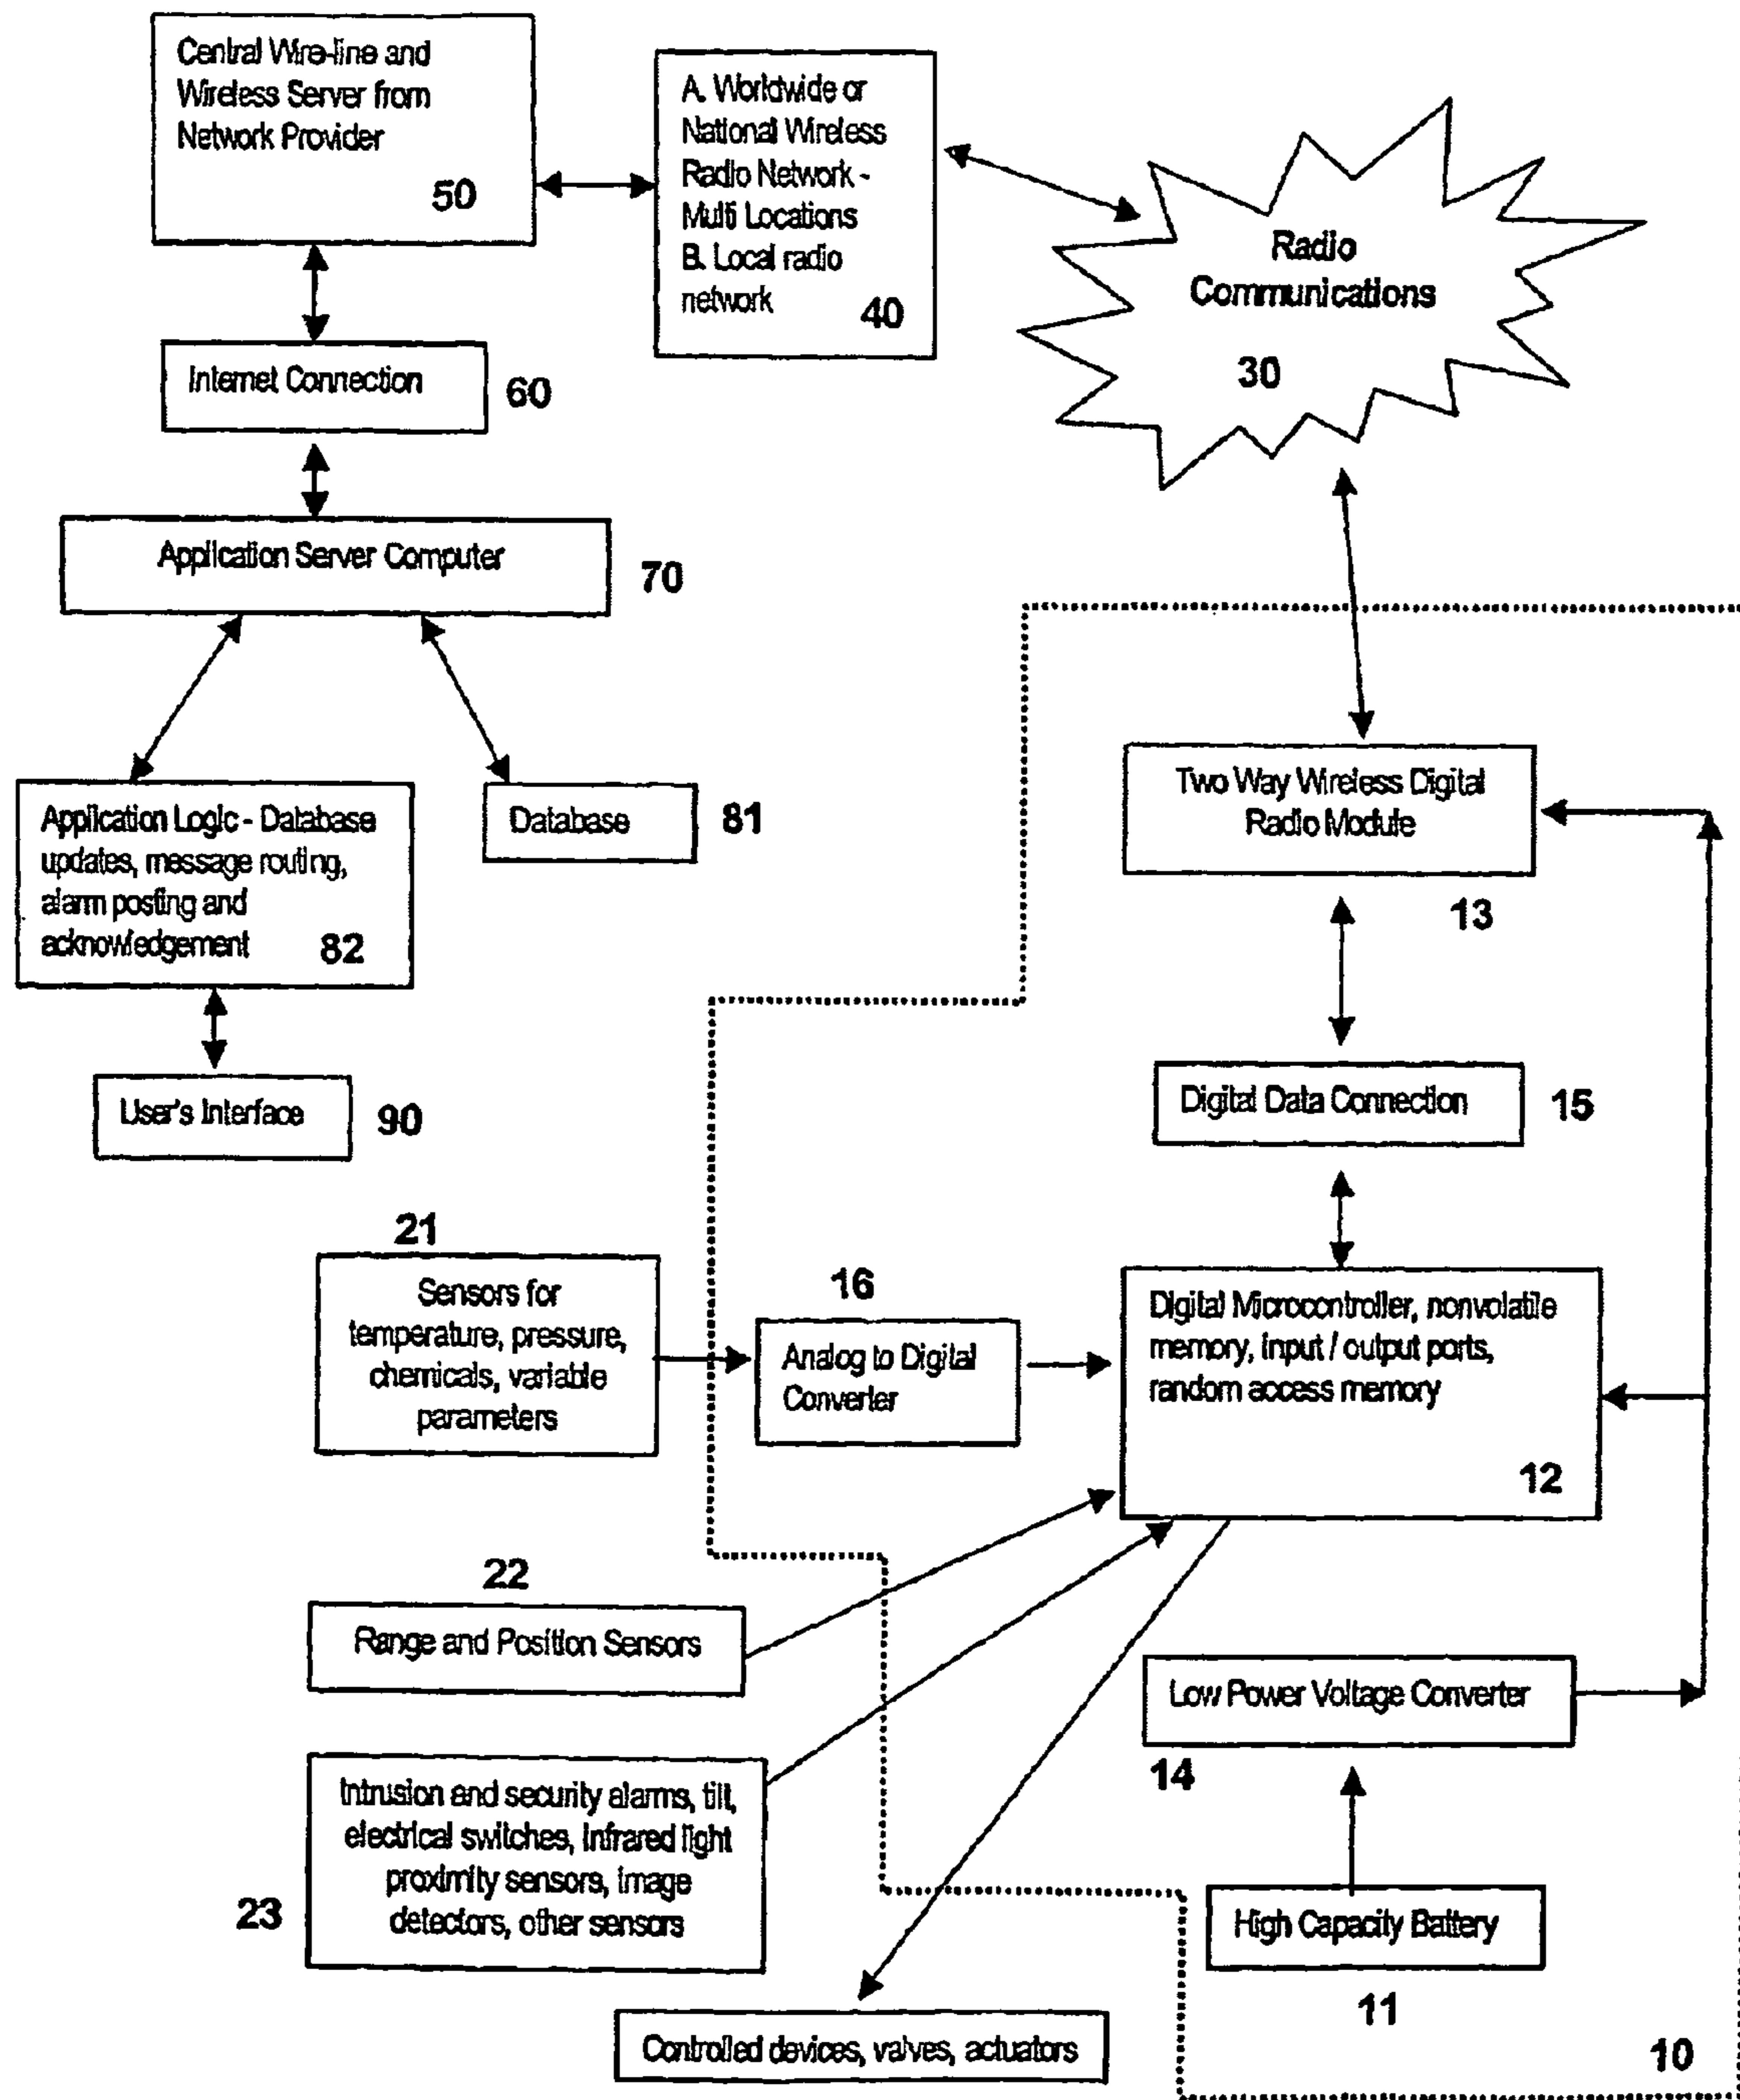 Central Wire-line and
Wireless Server from
Network Provider
50
A. Worldwide or
National Wireless
Radio Network -
Multi Locations
B. Local radio
network
40
Radio
Communications
30
Internet Connection
60
Application Server Computer
70
Application Logic - Database
updates, message routing,
alarm posting and
acknowledgement
82
Database
81
User's Interface
90
Two Way Wireless Digital
Radio Module
13
Digital Data Connection
15
21
Sensors for
temperature, pressure,
chemicals, variable
parameters
16
Analog to Digital
Converter
Digital Microcontroller, nonvolatile
memory, input / output ports,
random access memory
12
22
Range and Position Sensors
Low Power Voltage Converter
14
Intrusion and security alarms, tilt,
electrical switches, infrared light
proximity sensors, image
detectors, other sensors
23
High Capacity Battery
11
Controlled devices, valves, actuators
10